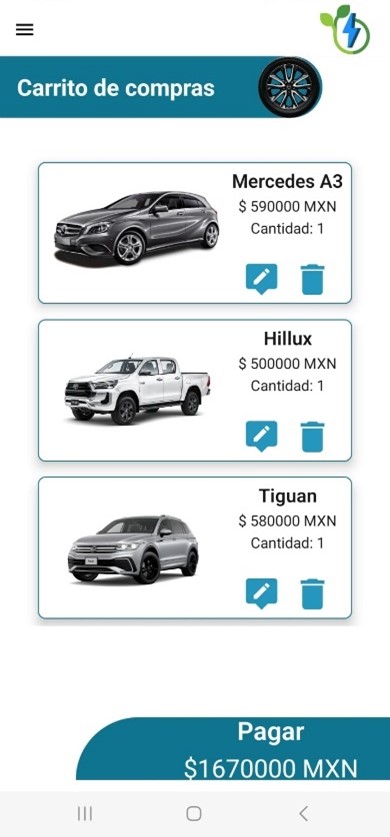 Carrito de compras
Mercedes A3
$ 590000 MXN
Cantidad: 1
Hillux
$ 500000 MXN
Cantidad: 1
Tiguan
$ 580000 MXN
Cantidad: 1
Pagar
$1670000 MXN